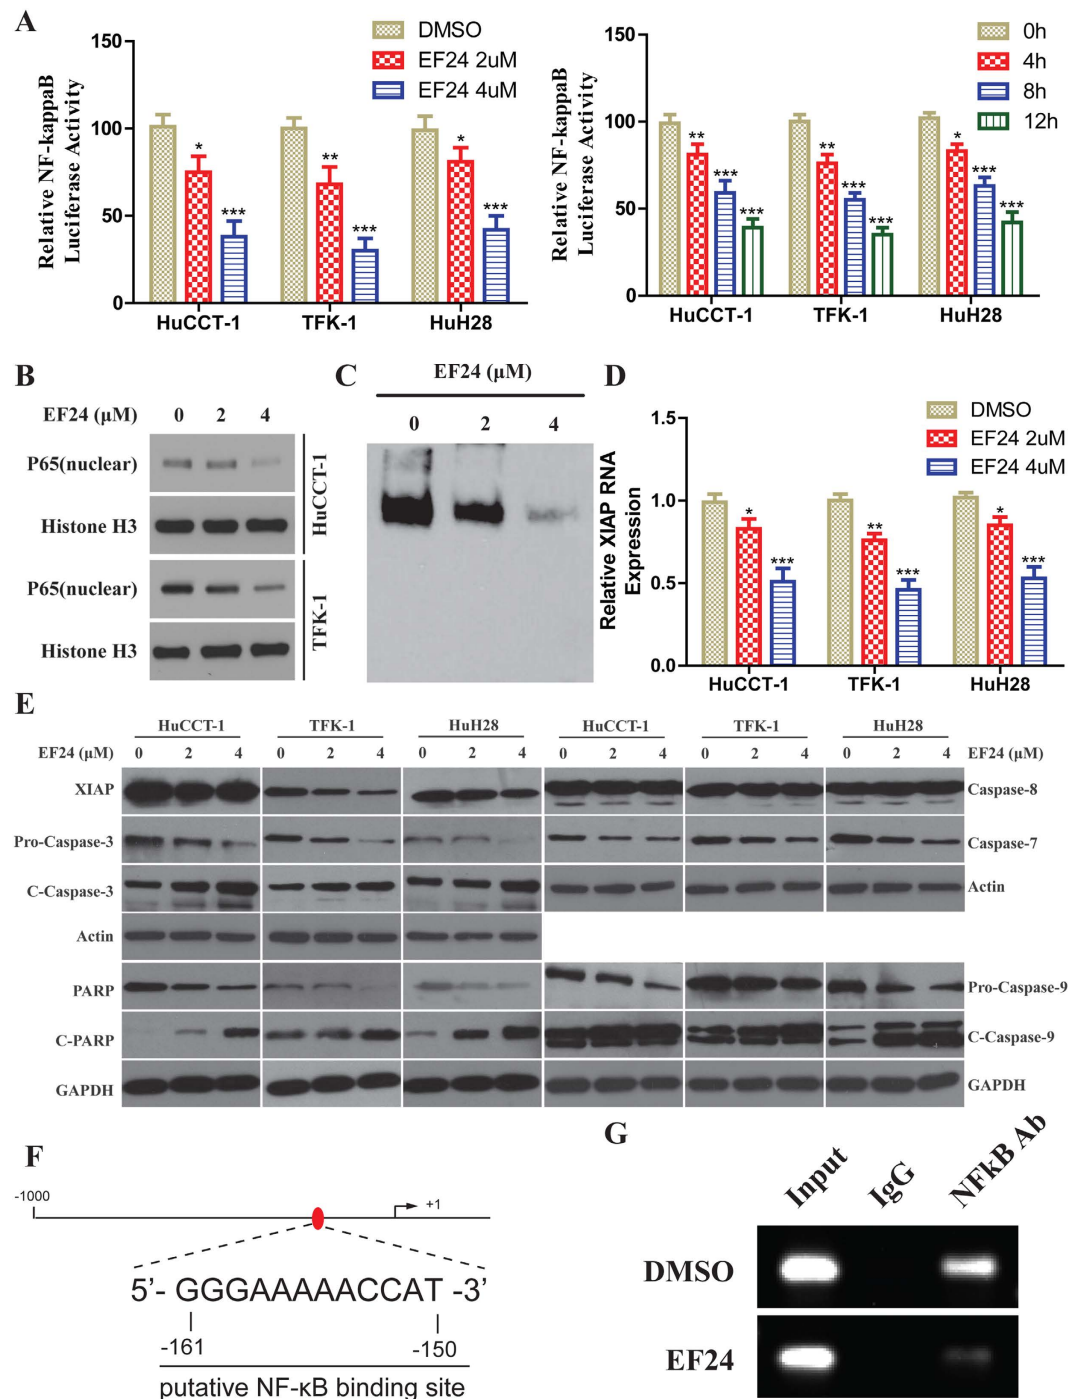 A
Relative NF-kappaB
Luciferase Activity
150
100
50
0
DMSO
EF24 2uM
EF24 4uM
*
***
**
***
*
***
HuCCT-1 TFK-1 HuH28
Relative NF-kappaB
Luciferase Activity
150
100
50
0
0h
4h
8h
12h
**
***
***
**
***
***
*
***
***
HuCCT-1 TFK-1 HuH28
B
EF24 (μM) 0 2 4
P65(nuclear)
Histone H3
HuCCT-1
P65(nuclear)
Histone H3
TFK-1
C
EF24 (μM)
0 2 4
D
Relative XIAP RNA
Expression
1.5
1.0
0.5
0.0
DMSO
EF24 2uM
EF24 4uM
*
***
**
***
*
***
HuCCT-1 TFK-1 HuH28
E
HuCCT-1 TFK-1 HuH28 HuCCT-1 TFK-1 HuH28
EF24 (μM) 0 2 4 0 2 4 0 2 4 0 2 4 0 2 4 0 2 4 EF24 (μM)
XIAP Caspase-8
Pro-Caspase-3 Caspase-7
C-Caspase-3 Actin
Actin
PARP Pro-Caspase-9
C-PARP C-Caspase-9
GAPDH GAPDH
F
-1000 +1
5'- GGGAAAAACCAT -3'
-161 -150
putative NF-κB binding site
G
Input IgG NFkB Ab
DMSO
EF24